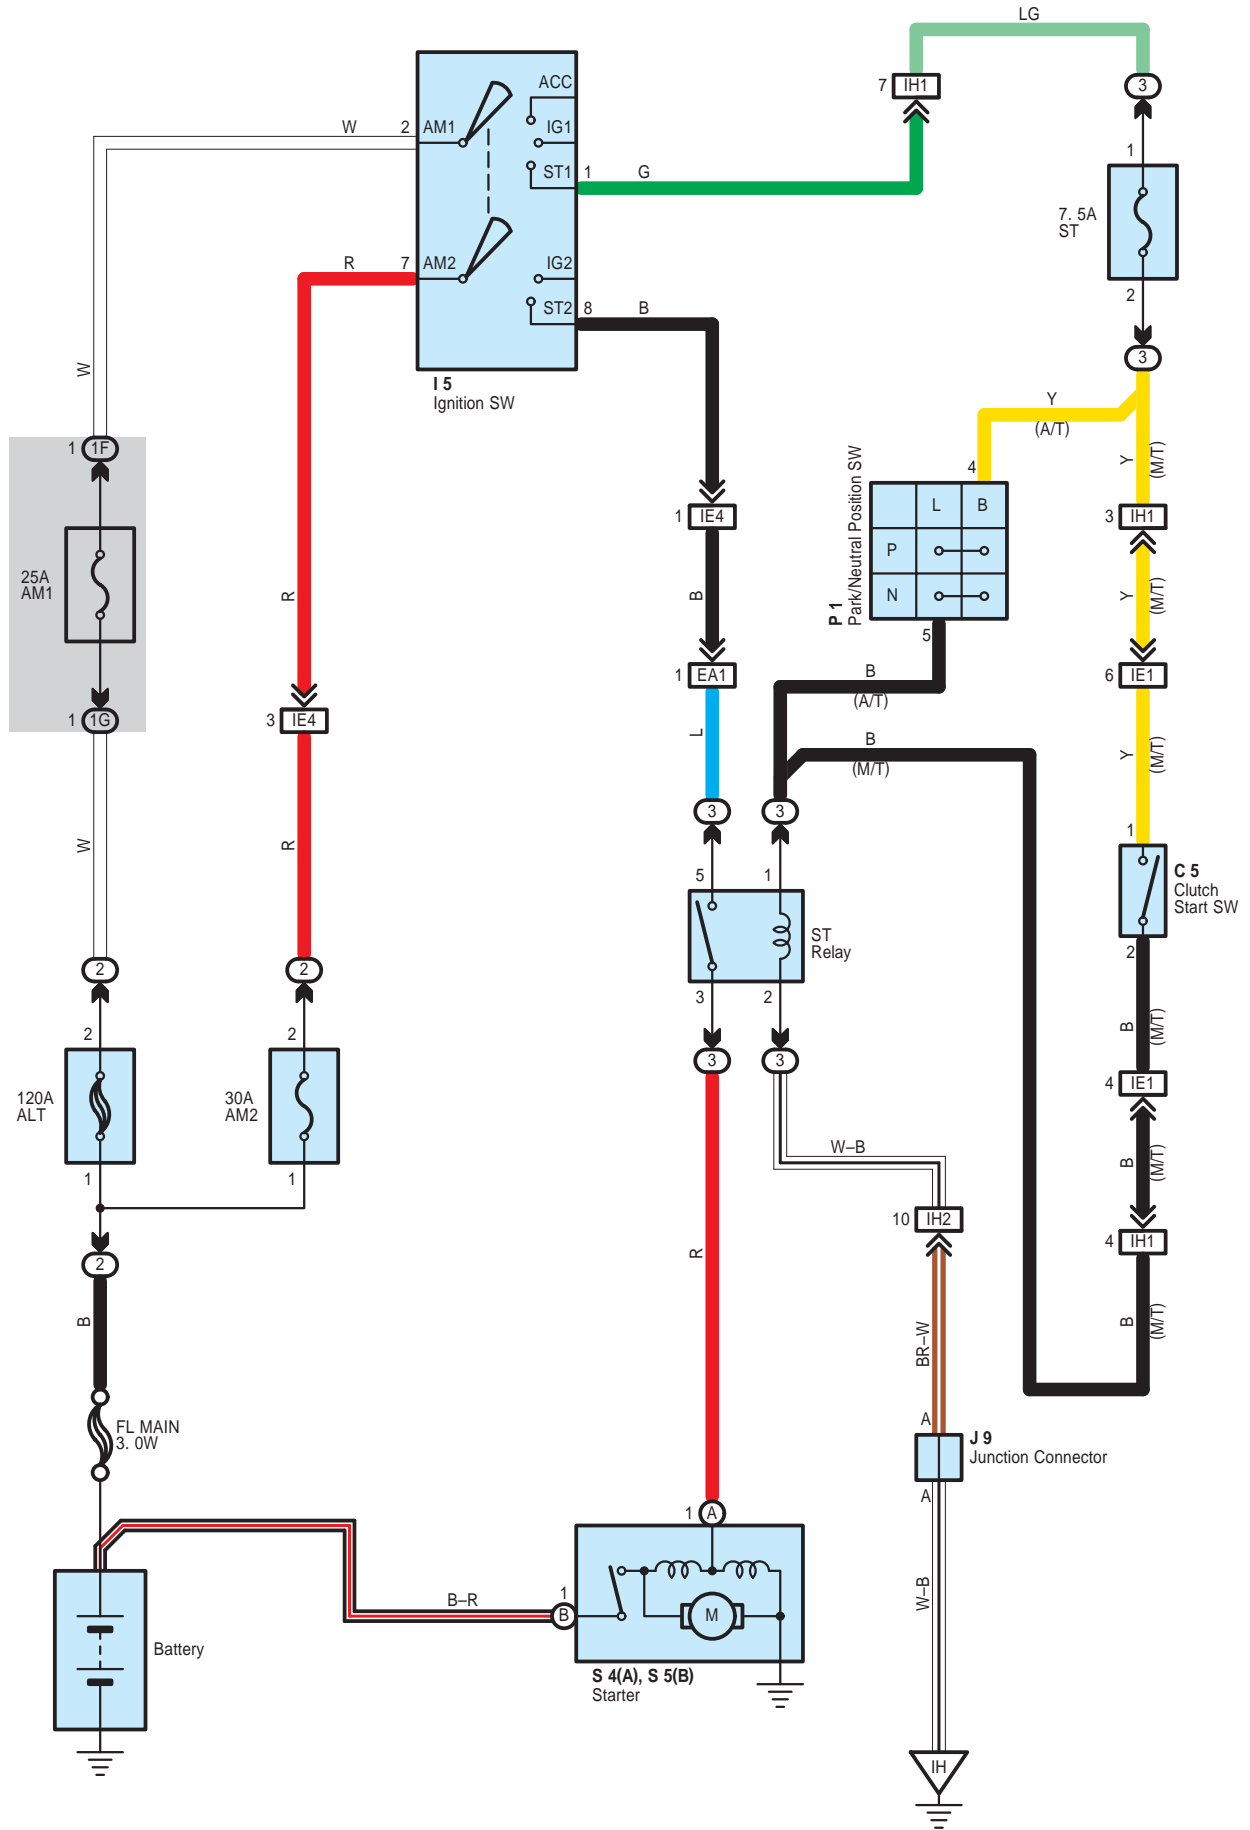 LG
7 IH1
3
ACC
W 2 AM1 IG1
ST1 1 G
1
7. 5A
ST
2
3
R 7 AM2 IG2
ST2 8 B
I 5
Ignition SW
W
Y
(A/T)
Y
(M/T)
4
1 1F
L B
P
N
P 1
Park/Neutral Position SW
5
1 IE4
3 IH1
25A
AM1
R
B
Y
(M/T)
1 EA1
6 IE1
B
(A/T)
1 1G
3 IE4
L
B
(M/T)
Y
(M/T)
3
3
W
R
1
C 5
Clutch
Start SW
2
5 1
ST
Relay
3 2
2
2
B
(M/T)
2
2
3
3
4 IE1
120A
ALT
30A
AM2
1
1
W–B
B
(M/T)
10 IH2
4 IH1
2
R
B
BR–W
B
(M/T)
FL MAIN
3. 0W
A
J 9
Junction Connector
A
1 A
B–R
1
B
M
W–B
Battery
S 4(A), S 5(B)
Starter
IH